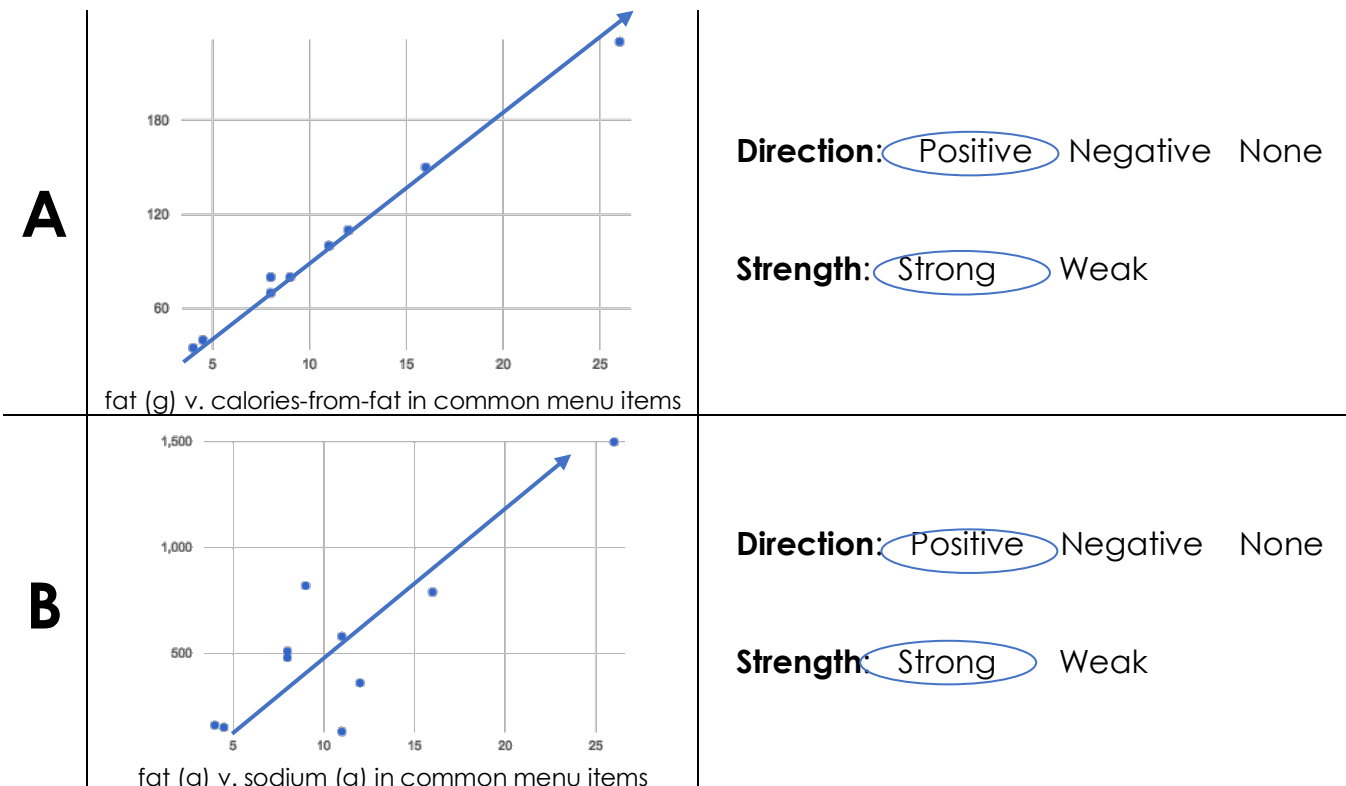 A
180
120
60
5 10 15 20 25
fat (g) v. calories-from-fat in common menu items
Direction: Positive Negative None
Strength: Strong Weak
B
1,500
1,000
500
5 10 15 20 25
fat (g) v. sodium (g) in common menu items
Direction: Positive Negative None
Strength: Strong Weak